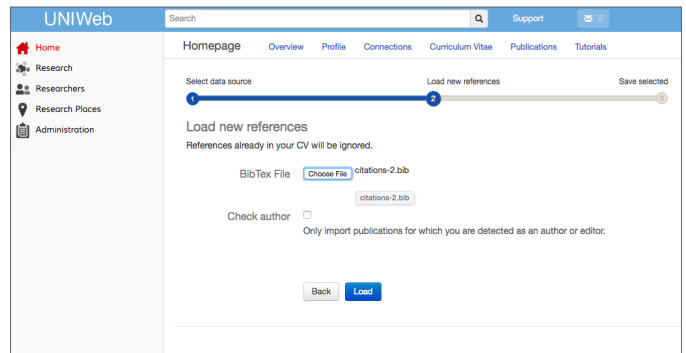 UNIWeb
Search
Support
0
Home
Research
Researchers
Research Places
Administration
Homepage Overview Profile Connections Curriculum Vitae Publications Tutorials
Select data source Load new references Save selected
1 2 3
Load new references
References already in your CV will be ignored.
BibTex File Choose File citations-2.bib
citations-2.bib
Check author
Only import publications for which you are detected as an author or editor.
Back Load